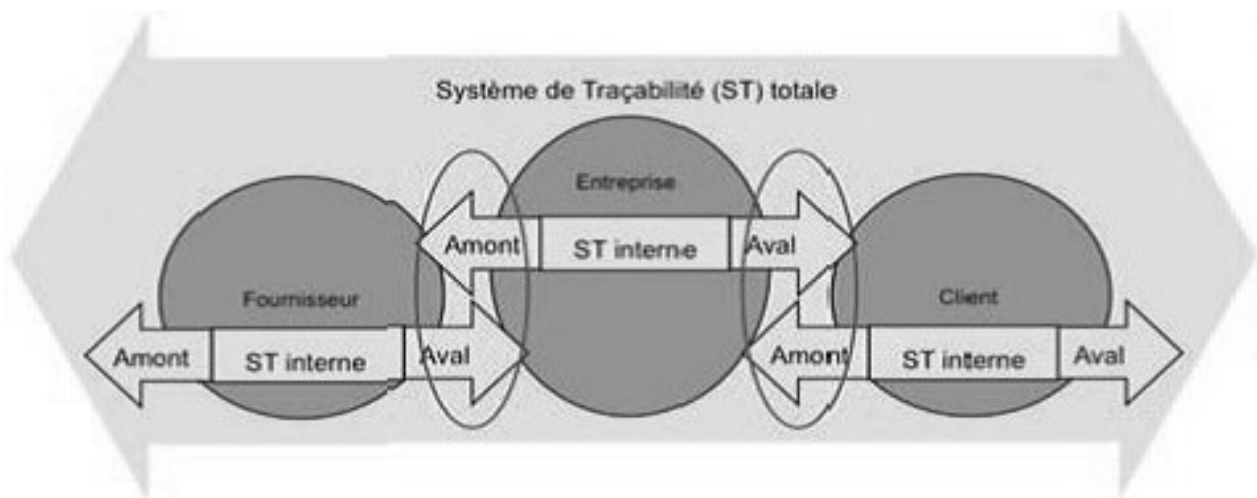 Système de Traçabilité (ST) totale
Entreprise
Amont ST interne Aval
Fournisseur
Client
Amont ST interne Aval
Amont ST interne Aval